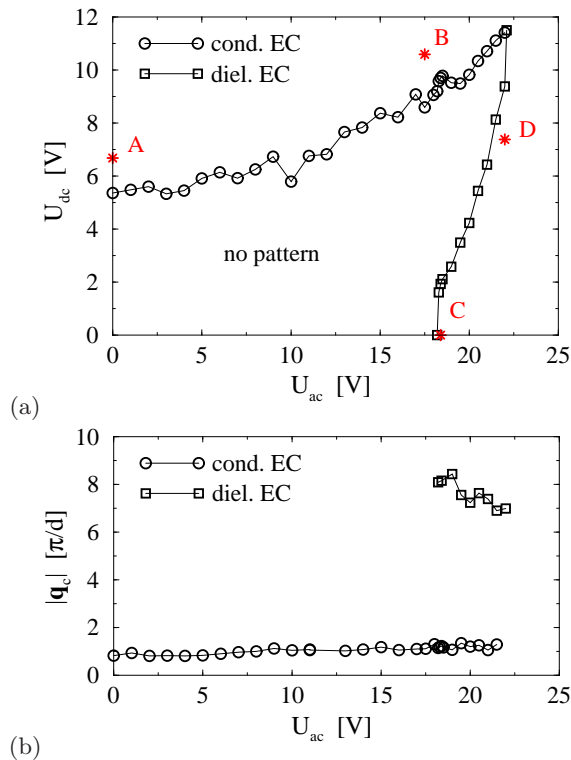 12
10
8
6
4
2
0
U_dc [V]
cond. EC
diel. EC
A
B
C
D
no pattern
0 5 10 15 20 25
U_ac [V]
(a)
10
8
6
4
2
0
|q_c| [π/d]
cond. EC
diel. EC
0 5 10 15 20 25
U_ac [V]
(b)